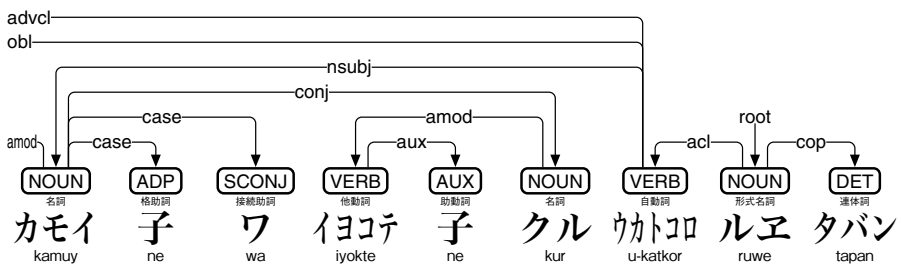 advcl
obl
nsubj
conj
case amod root
amod case aux acl cop
NOUN ADP SCONJ VERB AUX NOUN VERB NOUN DET
名詞 格助詞 接続助詞 他動詞 助動詞 名詞 自動詞 形式名詞 連体詞
カモイ 子 ワ イヨコテ 子 クル ウカトコロ ルヱ タバン
kamuy ne wa iyokte ne kur u-katkor ruwe tapan